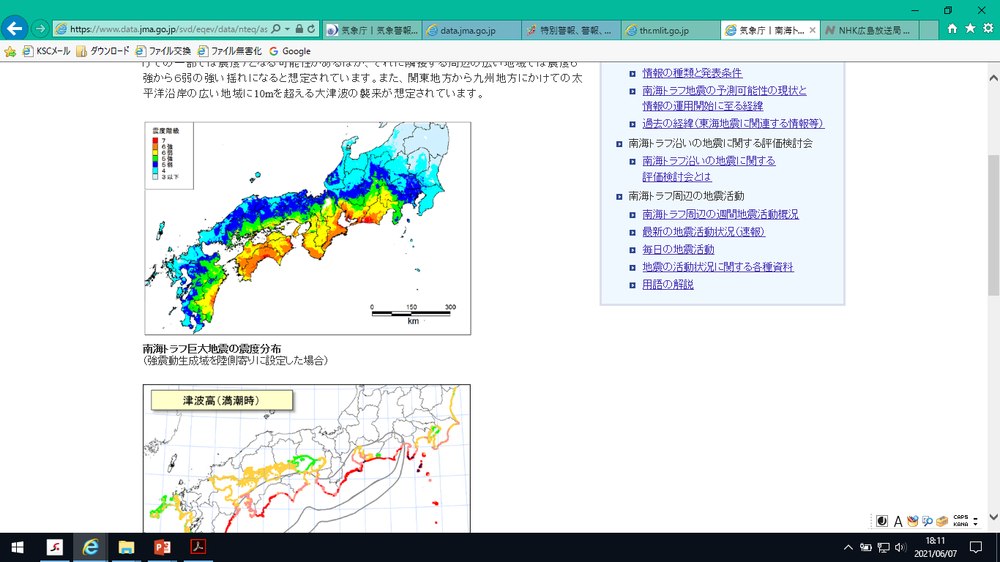 https://www.data.jma.go.jp/svd/eqev/data/nteq/as
気象庁｜気象警報...
data.jma.go.jp
特別警報、警報、...
thr.mlit.go.jp
気象庁｜南海ト...
NHK広島放送局 ...
KSCメール
ダウンロード
ファイル交換
ファイル無害化
Google
けての一部では震度7となる可能性があるほか、それに隣接する周辺の広い地域では震度6
強から6弱の強い揺れになると想定されています。また、関東地方から九州地方にかけての太
平洋沿岸の広い地域に10mを超える大津波の襲来が想定されています。
震度階級
7
6強
6弱
5強
5弱
4
3以下
0 150 300
km
南海トラフ巨大地震の震度分布
（強震動生成域を陸側寄りに設定した場合）
津波高（満潮時）
情報の種類と発表条件
南海トラフ地震の予測可能性の現状と
情報の運用開始に至る経緯
過去の経緯（東海地震に関連する情報等）
南海トラフ沿いの地震に関する評価検討会
南海トラフ沿いの地震に関する
評価検討会とは
南海トラフ周辺の地震活動
南海トラフ周辺の週間地震活動概況
最新の地震活動状況（速報）
毎日の地震活動
地震の活動状況に関する各種資料
用語の解説
A
CAPS
KANA
18:11
2021/06/07